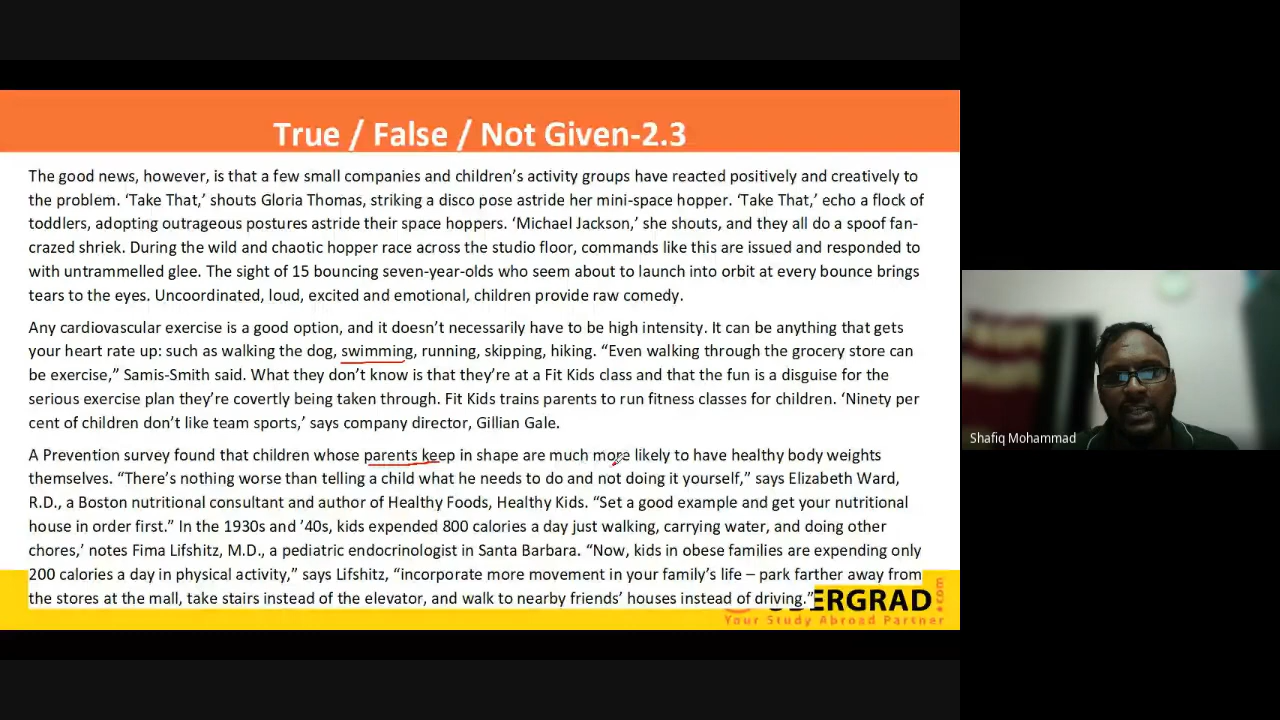 True / False / Not Given-2.3
The good news, however, is that a few small companies and children’s activity groups have reacted positively and creatively to
the problem. ‘Take That,’ shouts Gloria Thomas, striking a disco pose astride her mini-space hopper. ‘Take That,’ echo a flock of
toddlers, adopting outrageous postures astride their space hoppers. ‘Michael Jackson,’ she shouts, and they all do a spoof fan-
crazed shriek. During the wild and chaotic hopper race across the studio floor, commands like this are issued and responded to
with untrammelled glee. The sight of 15 bouncing seven-year-olds who seem about to launch into orbit at every bounce brings
tears to the eyes. Uncoordinated, loud, excited and emotional, children provide raw comedy.
Any cardiovascular exercise is a good option, and it doesn’t necessarily have to be high intensity. It can be anything that gets
your heart rate up: such as walking the dog, swimming, running, skipping, hiking. “Even walking through the grocery store can
be exercise,” Samis-Smith said. What they don’t know is that they’re at a Fit Kids class and that the fun is a disguise for the
serious exercise plan they’re covertly being taken through. Fit Kids trains parents to run fitness classes for children. ‘Ninety per
cent of children don’t like team sports,’ says company director, Gillian Gale.
A Prevention survey found that children whose parents keep in shape are much more likely to have healthy body weights
themselves. “There’s nothing worse than telling a child what he needs to do and not doing it yourself,” says Elizabeth Ward,
R.D., a Boston nutritional consultant and author of Healthy Foods, Healthy Kids. “Set a good example and get your nutritional
house in order first.” In the 1930s and ’40s, kids expended 800 calories a day just walking, carrying water, and doing other
chores,’ notes Fima Lifshitz, M.D., a pediatric endocrinologist in Santa Barbara. “Now, kids in obese families are expending only
200 calories a day in physical activity,” says Lifshitz, “incorporate more movement in your family’s life – park farther away from
the stores at the mall, take stairs instead of the elevator, and walk to nearby friends’ houses instead of driving.”
ERGRAD .com
Your Study Abroad Partner
Shafiq Mohammad